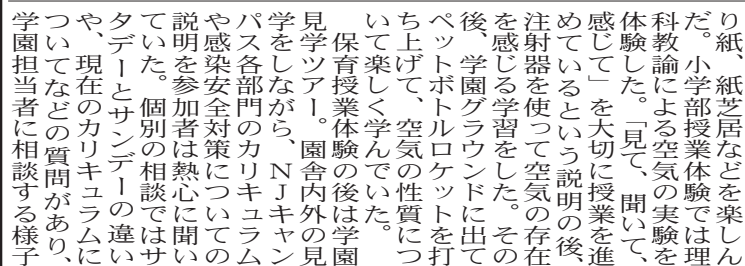 り紙、紙芝居などを楽しん
だ。小学部授業体験では理
科教諭による空気の実験を
体験した。「見て、聞いて、
感じて」を大切に授業を進
めているという説明の後、
注射器を使って空気の存在
を感じる学習をした。その
後、学園グラウンドに出て
ペットボトルロケットを打
ち上げて、空気の性質につ
いて楽しく学んでいた。
保育授業体験の後は学園
見学ツアー。園舎内外の見
学をしながら、ＮＪキャン
パス各部門のカリキュラム
や感染安全対策についての
説明を参加者は熱心に聞い
ていた。個別の相談ではサ
タデーとサンデーの違い
や、現在のカリキュラムに
ついてなどの質問があり、
学園担当者に相談する様子